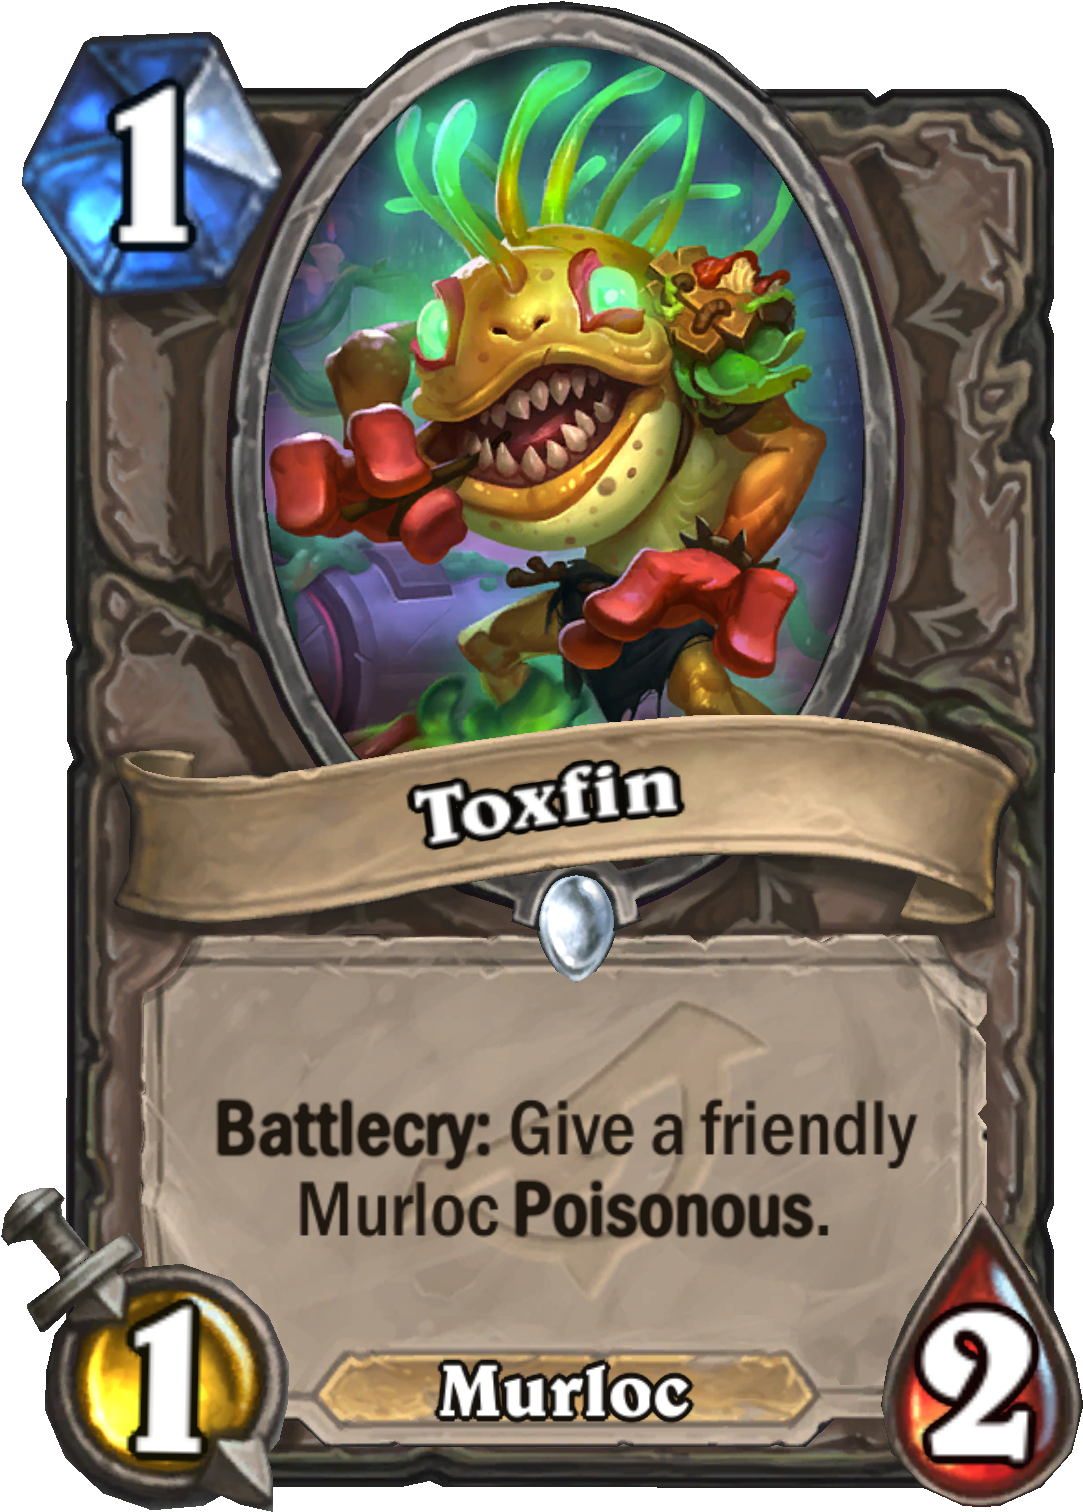 1
Toxfin
Battlecry: Give a friendly
Murloc Poisonous.
1
Murloc
2